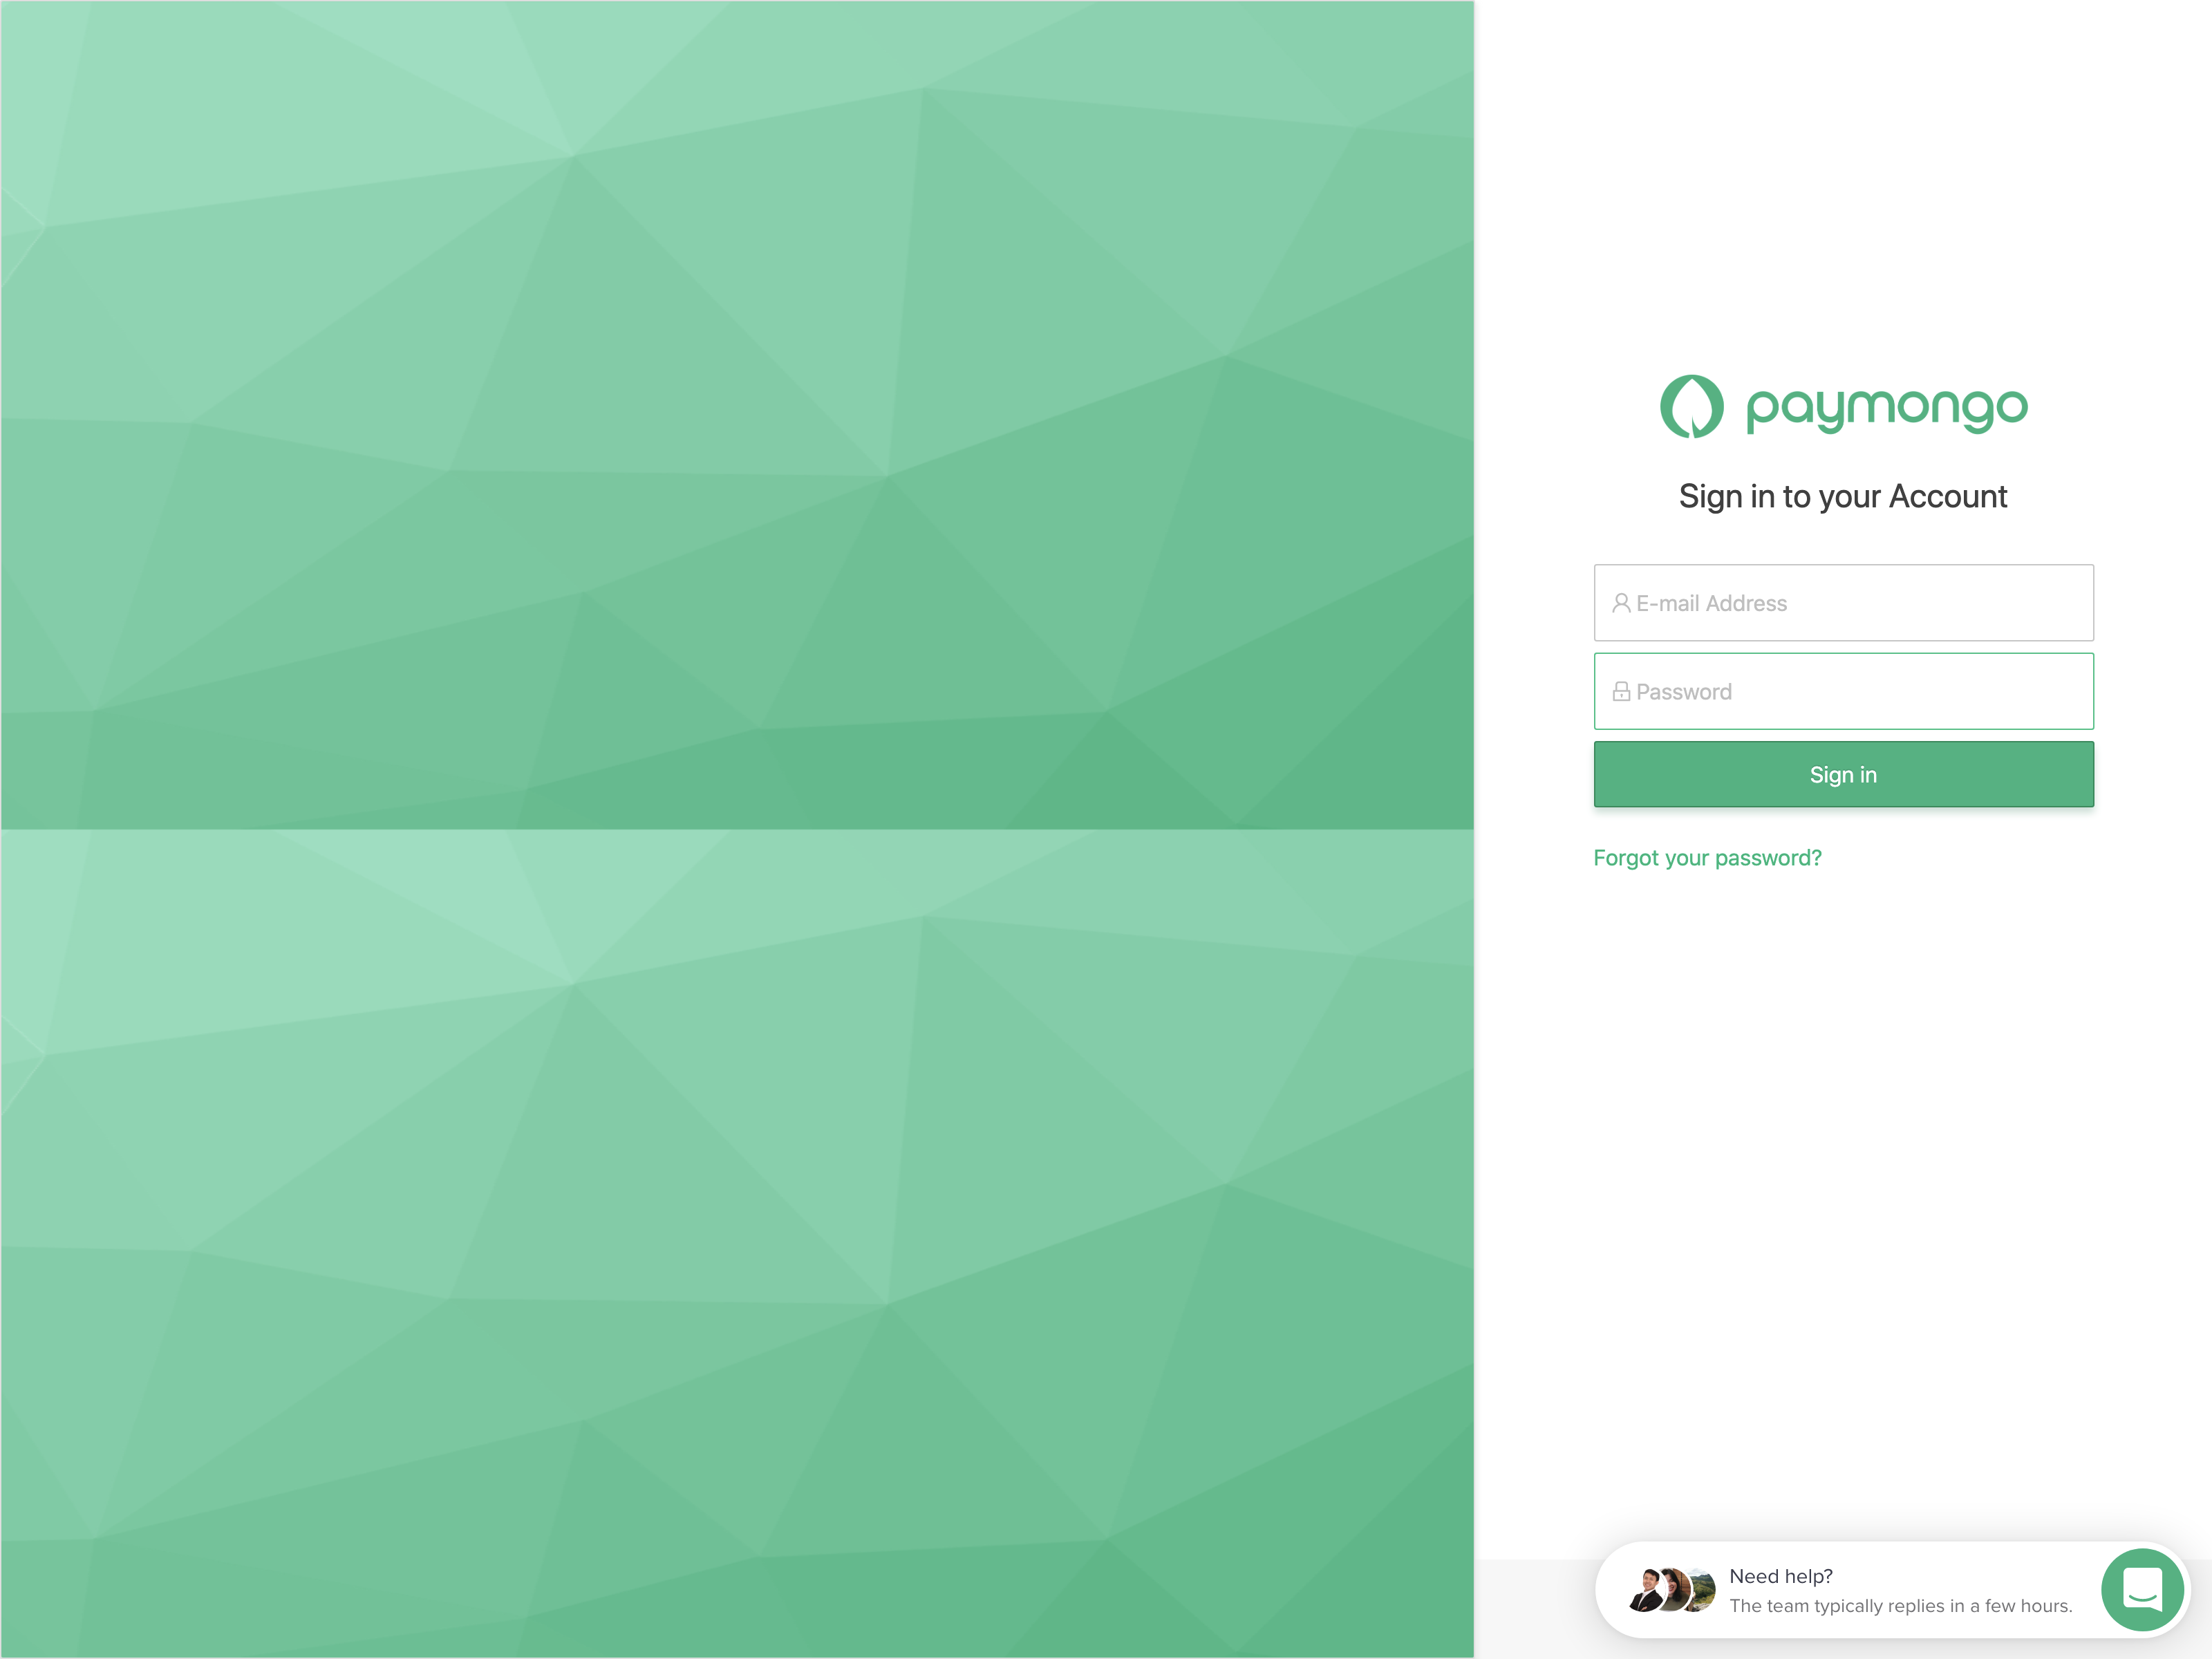 paymongo
Sign in to your Account
E-mail Address
Password
Sign in
Forgot your password?
Need help?
The team typically replies in a few hours.